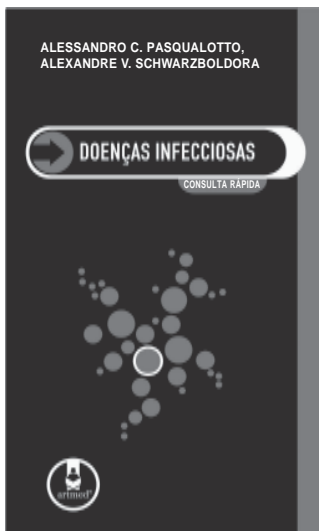 ALESSANDRO C. PASQUALOTTO,
ALEXANDRE V. SCHWARZBOLDORA
DOENÇAS INFECCIOSAS
CONSULTA RÁPIDA
artmed®